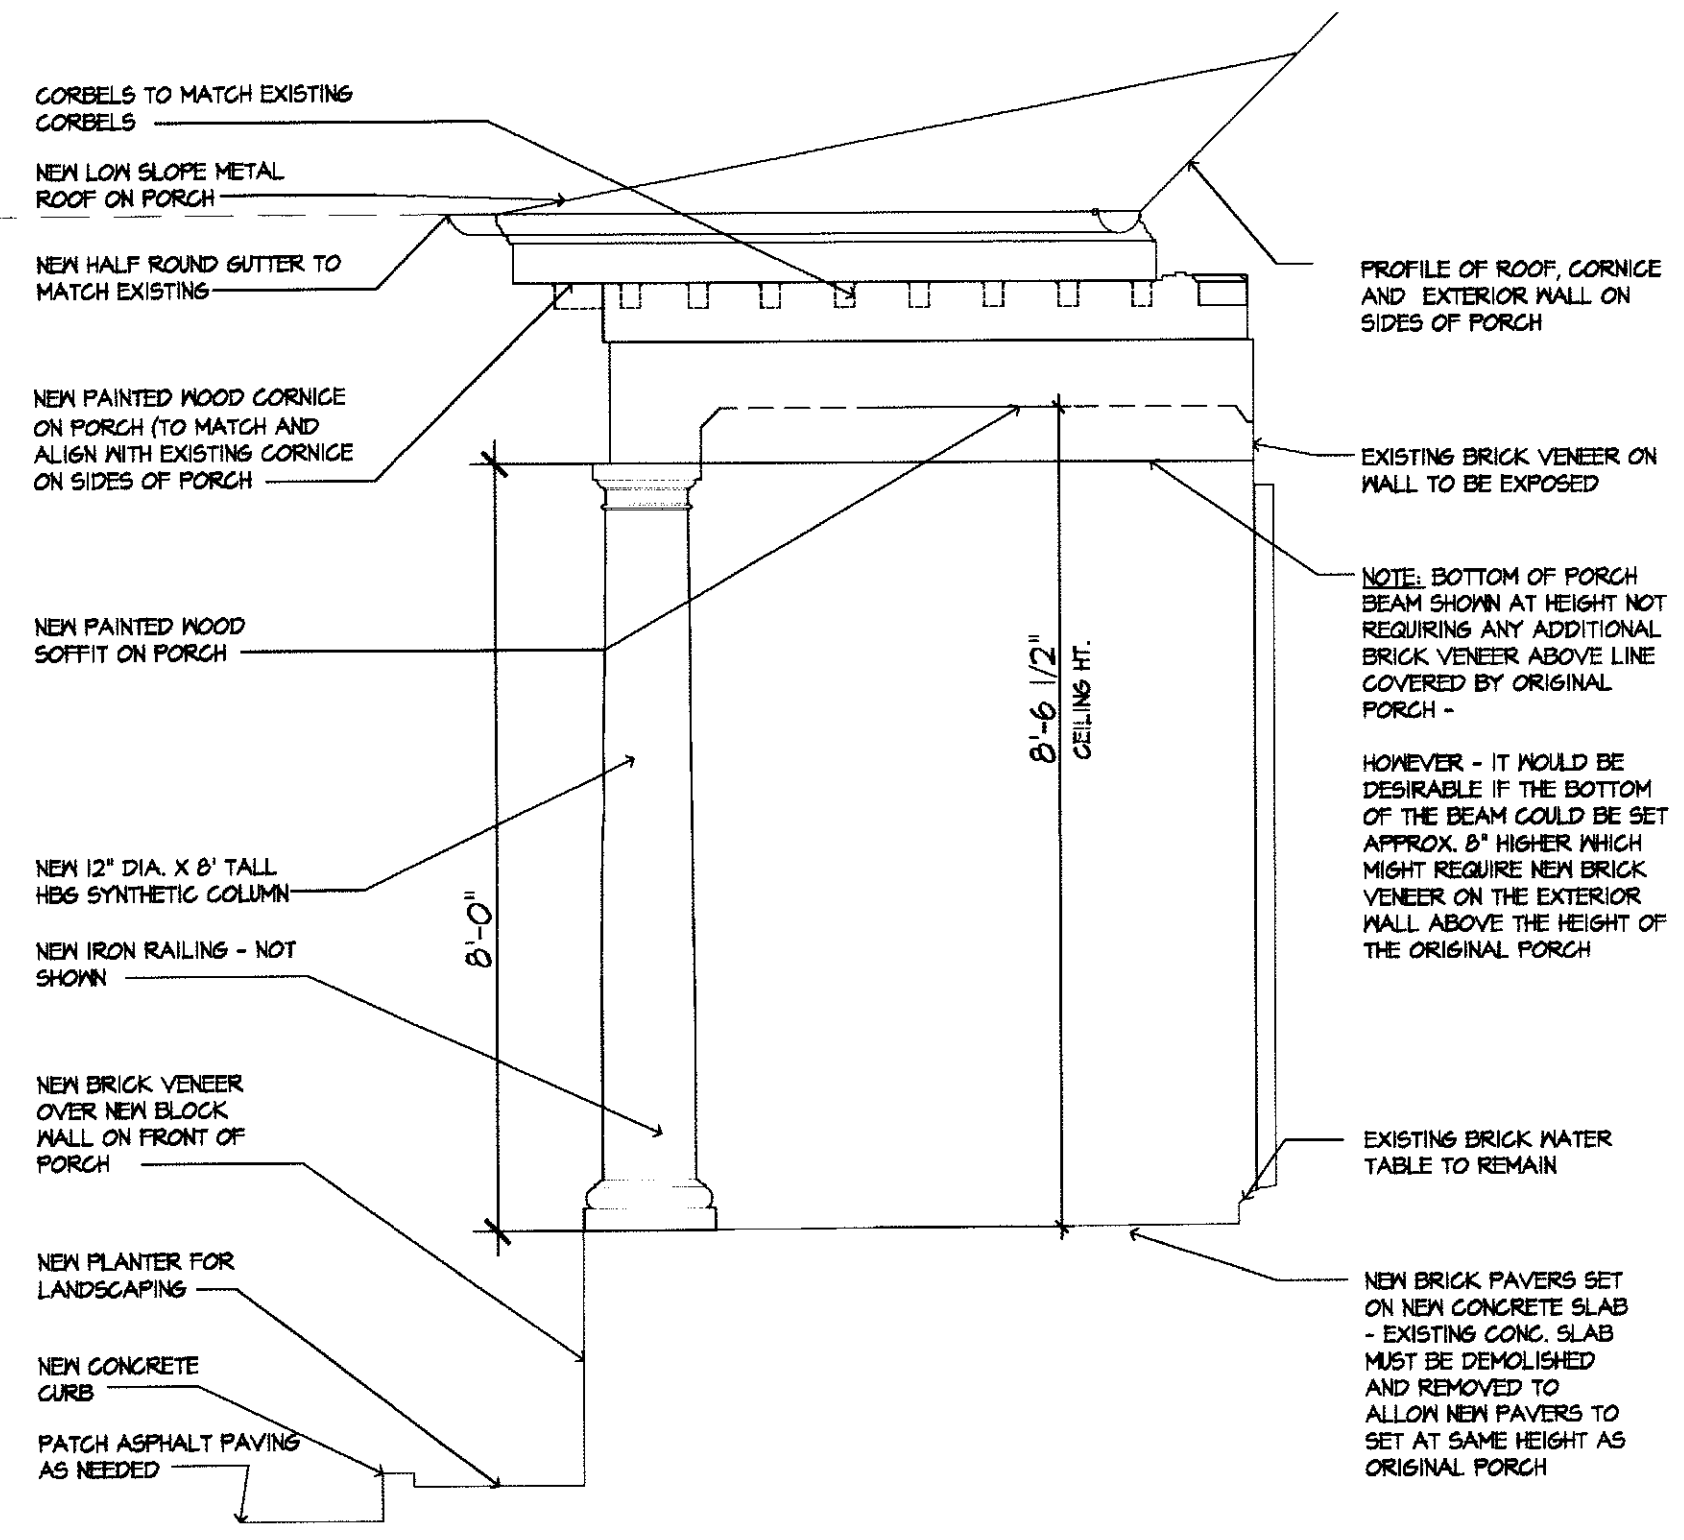 CORBELS TO MATCH EXISTING
CORBELS
NEW LOW SLOPE METAL
ROOF ON PORCH
NEW HALF ROUND GUTTER TO
MATCH EXISTING
NEW PAINTED WOOD CORNICE
ON PORCH (TO MATCH AND
ALIGN WITH EXISTING CORNICE
ON SIDES OF PORCH
NEW PAINTED WOOD
SOFFIT ON PORCH
NEW 12" DIA. X 8' TALL
HBG SYNTHETIC COLUMN
NEW IRON RAILING - NOT
SHOWN
NEW BRICK VENEER
OVER NEW BLOCK
WALL ON FRONT OF
PORCH
NEW PLANTER FOR
LANDSCAPING
NEW CONCRETE
CURB
PATCH ASPHALT PAVING
AS NEEDED
8'-0"
8'-6 1/2"
CEILING HT.
PROFILE OF ROOF, CORNICE
AND EXTERIOR WALL ON
SIDES OF PORCH
EXISTING BRICK VENEER ON
WALL TO BE EXPOSED
NOTE: BOTTOM OF PORCH
BEAM SHOWN AT HEIGHT NOT
REQUIRING ANY ADDITIONAL
BRICK VENEER ABOVE LINE
COVERED BY ORIGINAL
PORCH -
HOWEVER - IT WOULD BE
DESIRABLE IF THE BOTTOM
OF THE BEAM COULD BE SET
APPROX. 8" HIGHER WHICH
MIGHT REQUIRE NEW BRICK
VENEER ON THE EXTERIOR
WALL ABOVE THE HEIGHT OF
THE ORIGINAL PORCH
EXISTING BRICK WATER
TABLE TO REMAIN
NEW BRICK PAVERS SET
ON NEW CONCRETE SLAB
- EXISTING CONC. SLAB
MUST BE DEMOLISHED
AND REMOVED TO
ALLOW NEW PAVERS TO
SET AT SAME HEIGHT AS
ORIGINAL PORCH